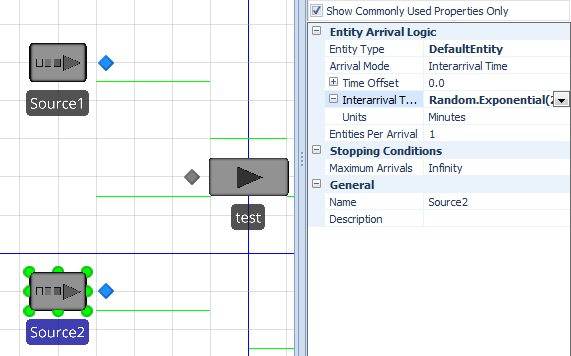 Show Commonly Used Properties Only
Entity Arrival Logic
Entity Type DefaultEntity
Arrival Mode Interarrival Time
Time Offset 0.0
Interarrival T... Random.Exponential(2
Units Minutes
Entities Per Arrival 1
Stopping Conditions
Maximum Arrivals Infinity
General
Name Source2
Description
Source1
test
Source2